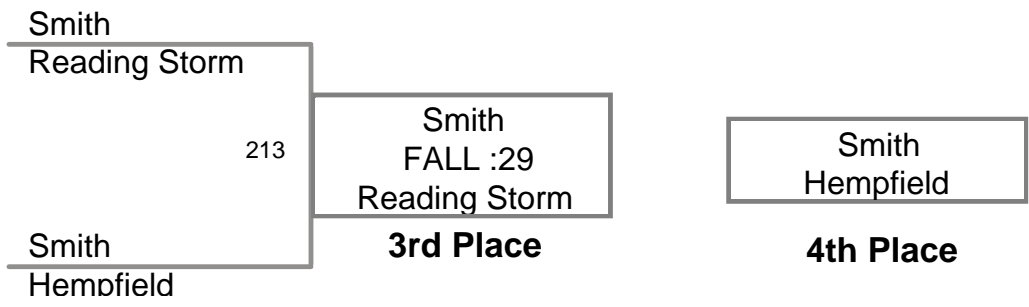 Smith
Reading Storm
213
Smith
FALL :29
Reading Storm
3rd Place
Smith
Hempfield
4th Place
Smith
Hempfield